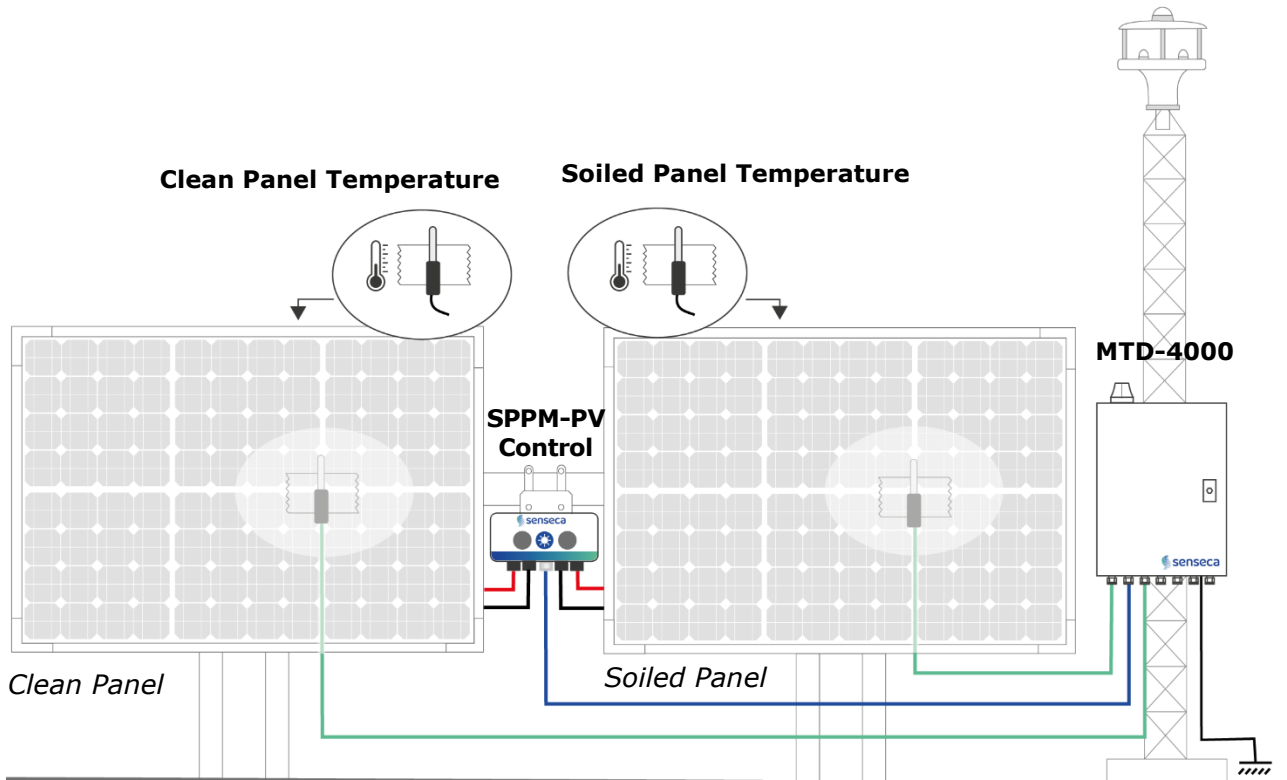 Clean Panel Temperature
Soiled Panel Temperature
MTD-4000
SPPM-PV
Control
senseca
senseca
Clean Panel
Soiled Panel